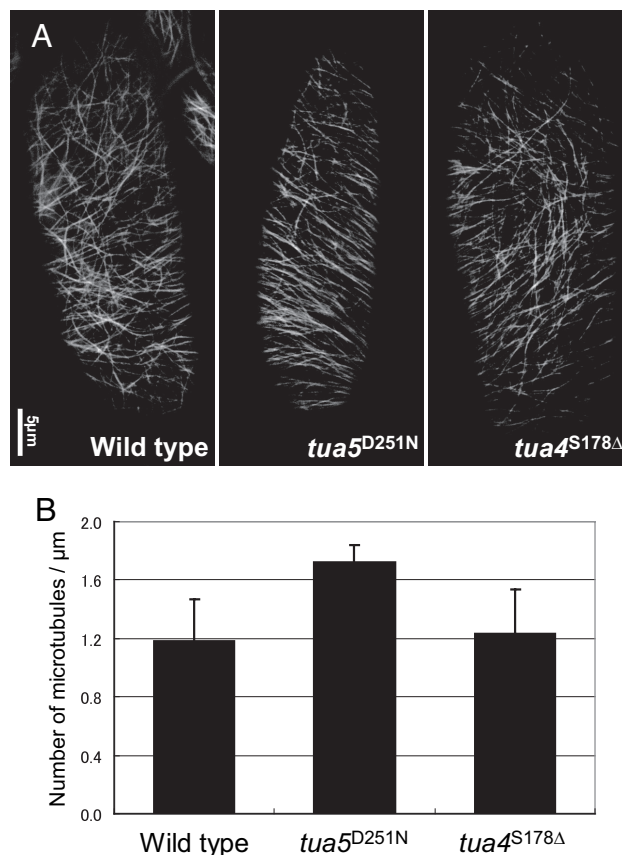 A
5μm
Wild type
tua5D251N
tua4S178Δ
B
Number of microtubules / μm
2.0
1.6
1.2
0.8
0.4
0.0
Wild type
tua5D251N
tua4S178Δ